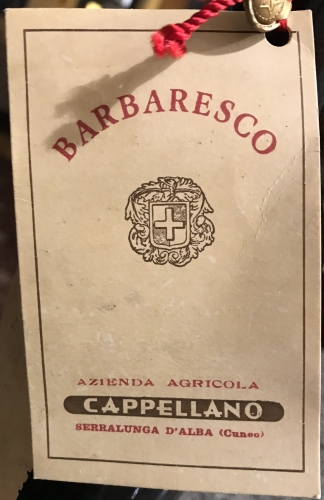 BARBARESCO
AZIENDA AGRICOLA
CAPPELLANO
SERRALUNGA D'ALBA (Cuneo)